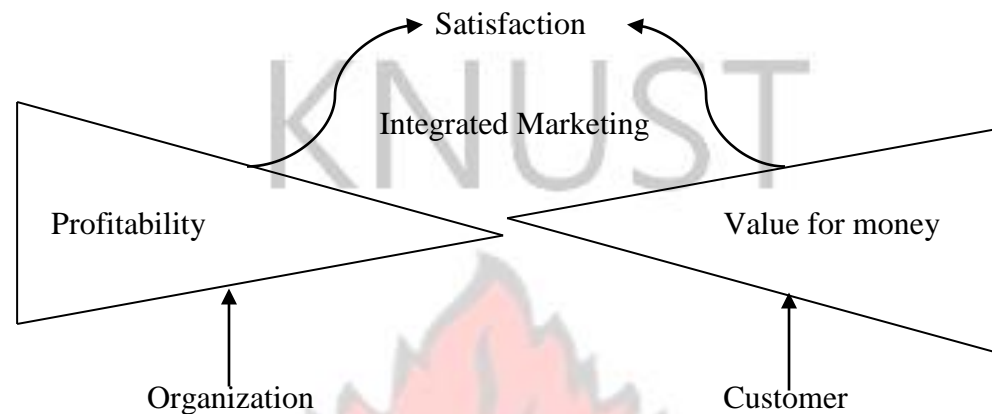 Satisfaction
KNUST
Integrated Marketing
Profitability
Value for money
Organization
Customer